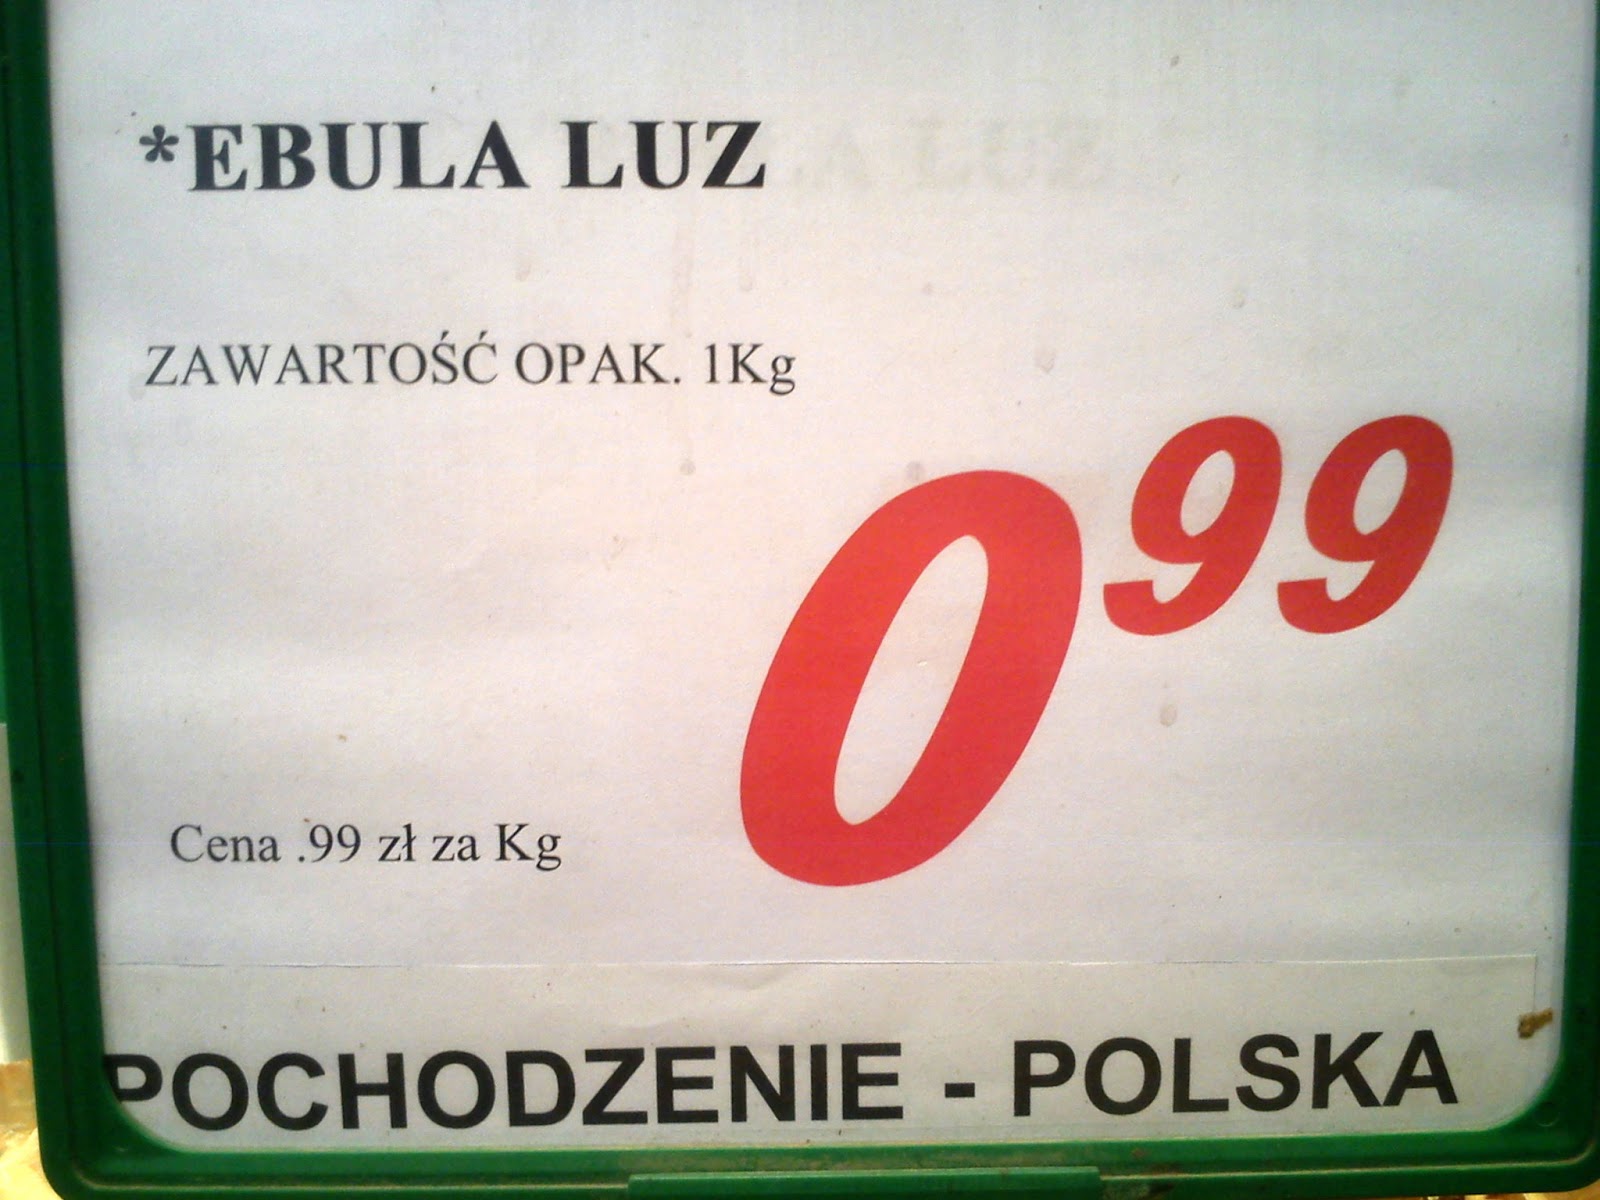 *EBULA LUZ
ZAWARTOŚĆ OPAK. 1Kg
0 99
Cena .99 zł za Kg
POCHODZENIE - POLSKA